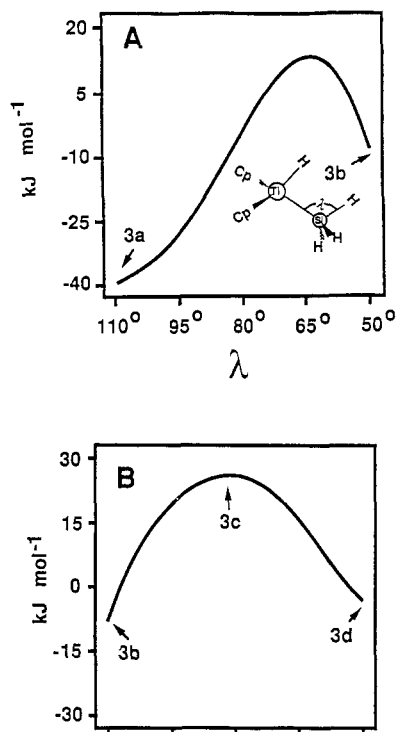 A
20
5
-10
-25
-40
kJ mol⁻¹
3a
3b
Cp
Cp
Ti
H
λ
H
Si
H H
110° 95° 80° 65° 50°
λ
B
30
15
0
-15
-30
kJ mol⁻¹
3c
3b
3d